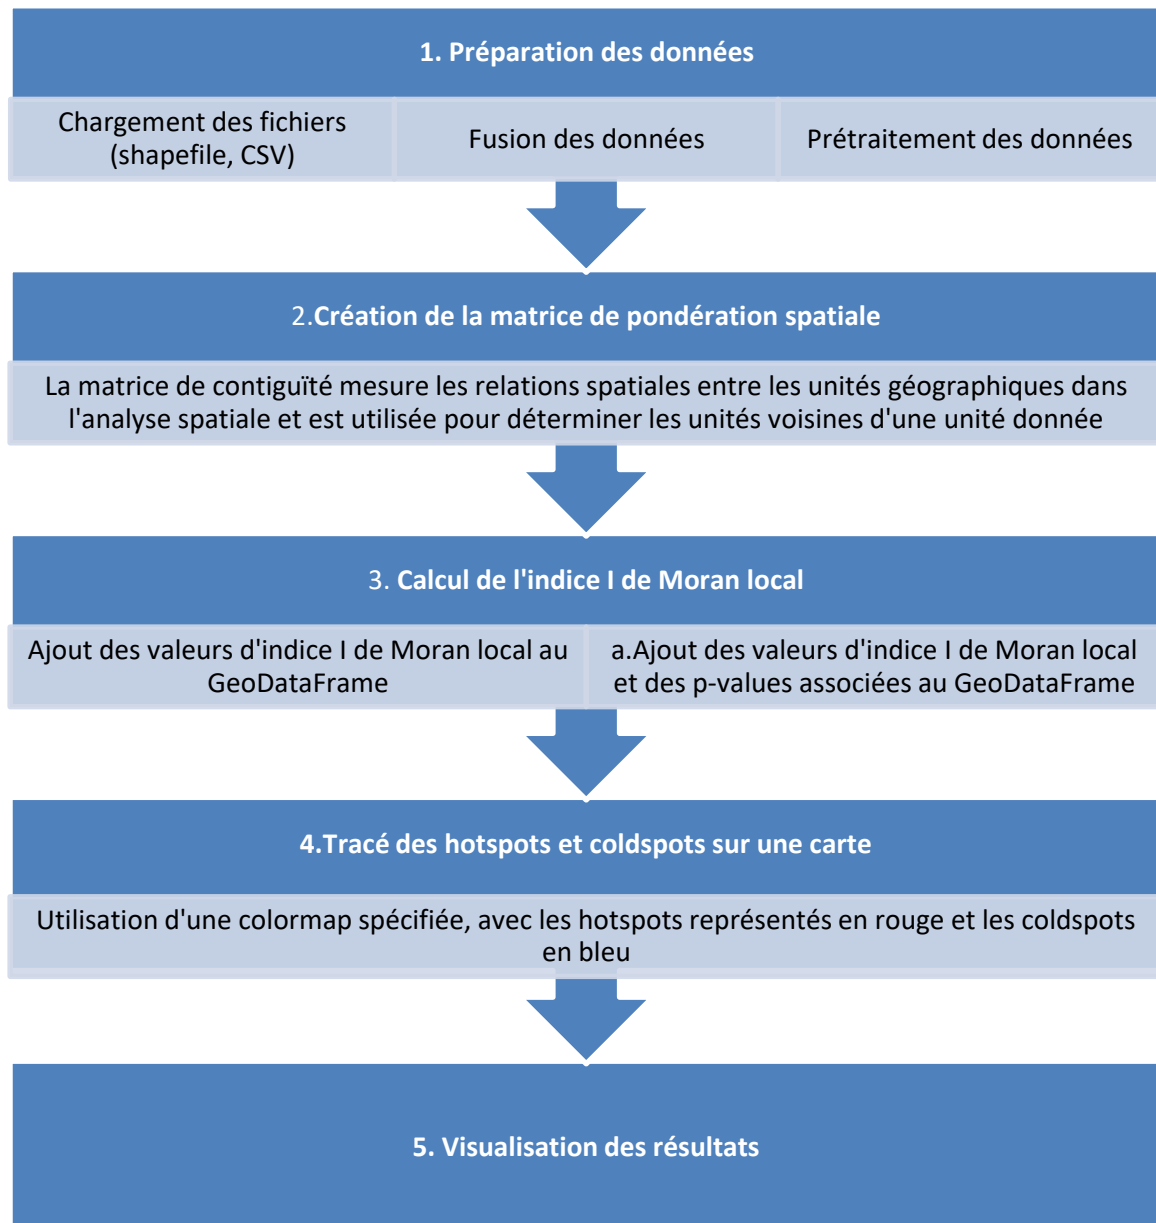 1. Préparation des données
Chargement des fichiers
(shapefile, CSV)
Fusion des données
Prétraitement des données
2.Création de la matrice de pondération spatiale
La matrice de contiguïté mesure les relations spatiales entre les unités géographiques dans
l'analyse spatiale et est utilisée pour déterminer les unités voisines d'une unité donnée
3. Calcul de l'indice I de Moran local
Ajout des valeurs d'indice I de Moran local au
GeoDataFrame
a.Ajout des valeurs d'indice I de Moran local
et des p-values associées au GeoDataFrame
4.Tracé des hotspots et coldspots sur une carte
Utilisation d'une colormap spécifiée, avec les hotspots représentés en rouge et les coldspots
en bleu
5. Visualisation des résultats